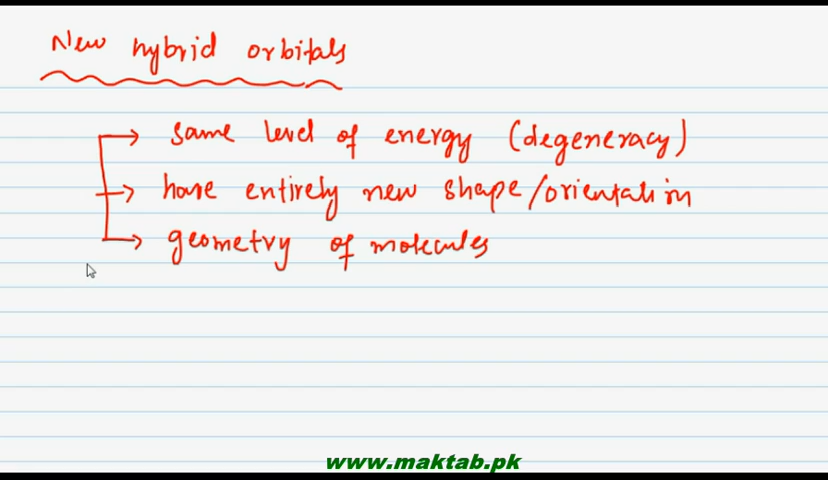 New hybrid orbitals
same level of energy (degeneracy)
have entirely new shape/orientation
geometry of molecules
www.maktab.pk